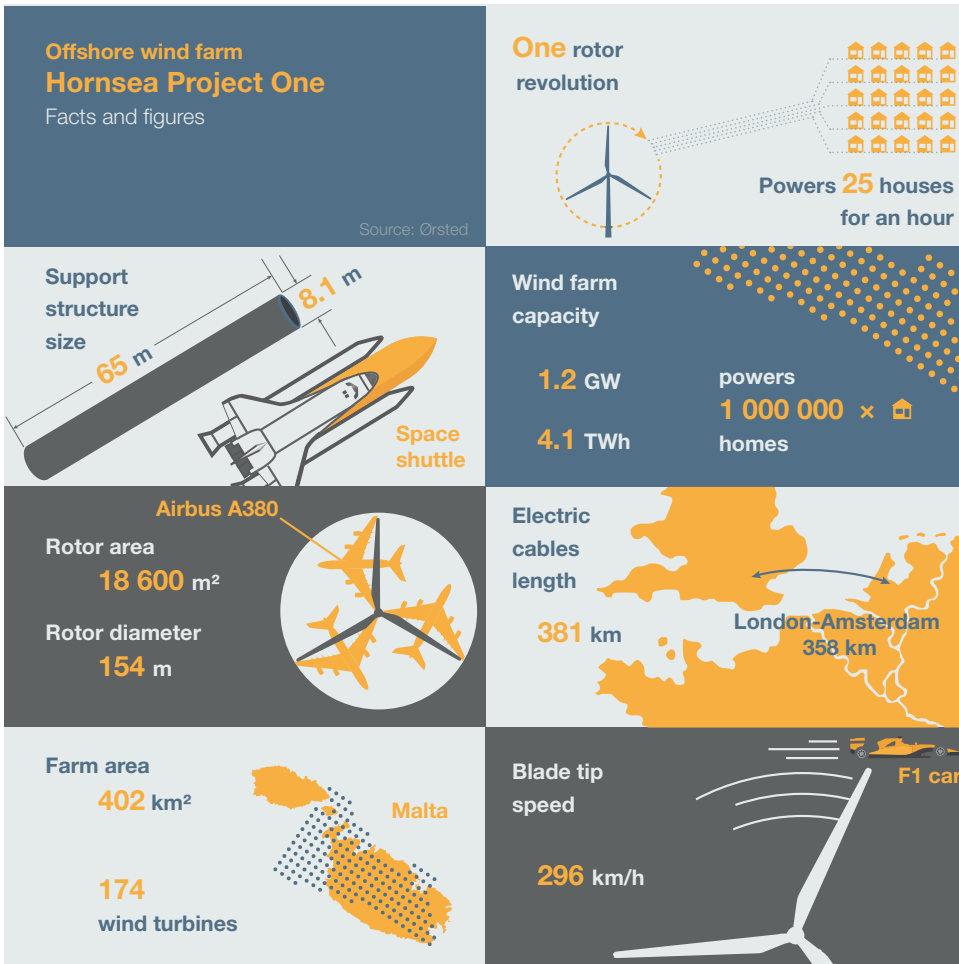 Offshore wind farm
Hornsea Project One
Facts and figures
Source: Ørsted
One rotor
revolution
Powers 25 houses
for an hour
Support
structure
size
65 m
8.1 m
Space
shuttle
Wind farm
capacity
1.2 GW
4.1 TWh
powers
1 000 000 ×
homes
Airbus A380
Rotor area
18 600 m²
Rotor diameter
154 m
Electric
cables
length
381 km
London-Amsterdam
358 km
Farm area
402 km²
Malta
174
wind turbines
Blade tip
speed
F1 car
296 km/h